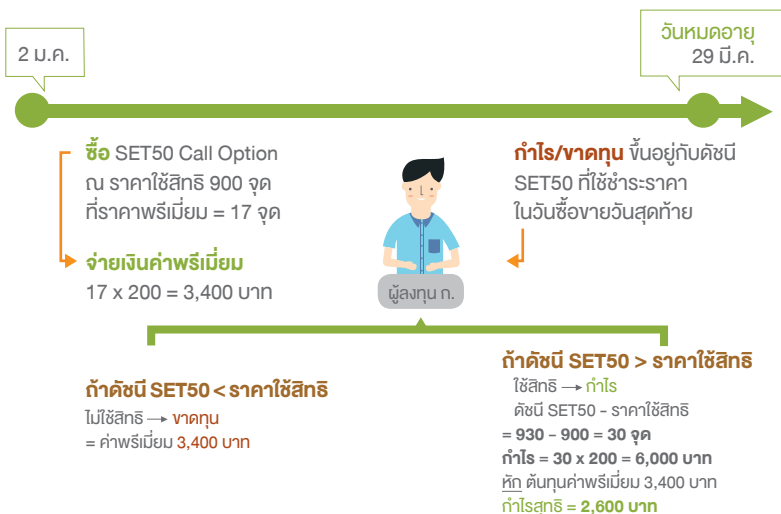 2 ม.ค.
วันหมดอายุ
29 มี.ค.
ซื้อ SET50 Call Option
ณ ราคาใช้สิทธิ 900 จุด
ที่ราคาพรีเมี่ยม = 17 จุด
จ่ายเงินค่าพรีเมี่ยม
17 x 200 = 3,400 บาท
กำไร/ขาดทุน ขึ้นอยู่กับดัชนี
SET50 ที่ใช้ชำระราคา
ในวันซื้อขายวันสุดท้าย
ผู้ลงทุน ก.
ถ้าดัชนี SET50 < ราคาใช้สิทธิ
ไม่ใช้สิทธิ → ขาดทุน
= ค่าพรีเมี่ยม 3,400 บาท
ถ้าดัชนี SET50 > ราคาใช้สิทธิ
ใช้สิทธิ → กำไร
ดัชนี SET50 - ราคาใช้สิทธิ
= 930 - 900 = 30 จุด
กำไร = 30 x 200 = 6,000 บาท
หัก ต้นทุนค่าพรีเมี่ยม 3,400 บาท
กำไรสุทธิ = 2,600 บาท